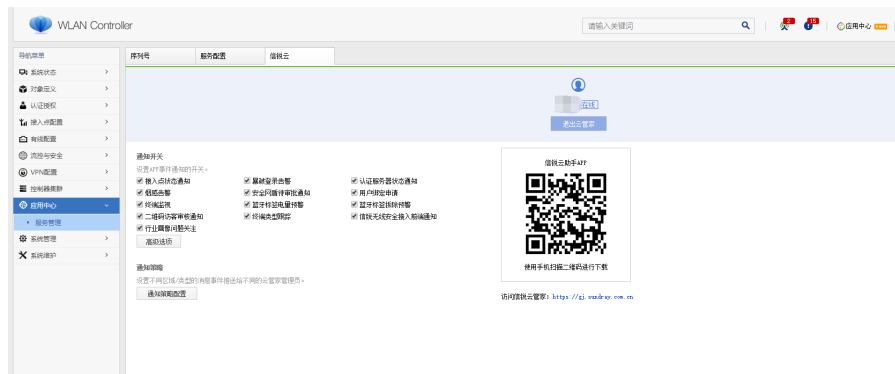 WLAN Controller
请输入关键词
2
15
应用中心
导航菜单
序列号 服务配置 信锐云
系统状态
对象定义
认证授权
接入点配置
有线配置
流控与安全
VPN配置
控制器集群
应用中心
服务管理
系统管理
系统维护
[在线]
退出云管家
通知开关
设置APP事件通知的开关。
接入点状态通知 暴破登录告警 认证服务器状态通知
烟感告警 安全网盾待审批通知 用户绑定申请
终端监视 蓝牙标签电量预警 蓝牙标签拆除预警
二维码访客审核通知 终端类型跟踪 信锐无线安全接入陷端通知
行业画像问题关注
高级选项
通知策略
设置不同区域/类型的消息事件推送给不同的云管家管理员。
通知策略配置
信锐云助手APP
使用手机扫描二维码进行下载
访问信锐云管家：https://gj.sundray.com.cn